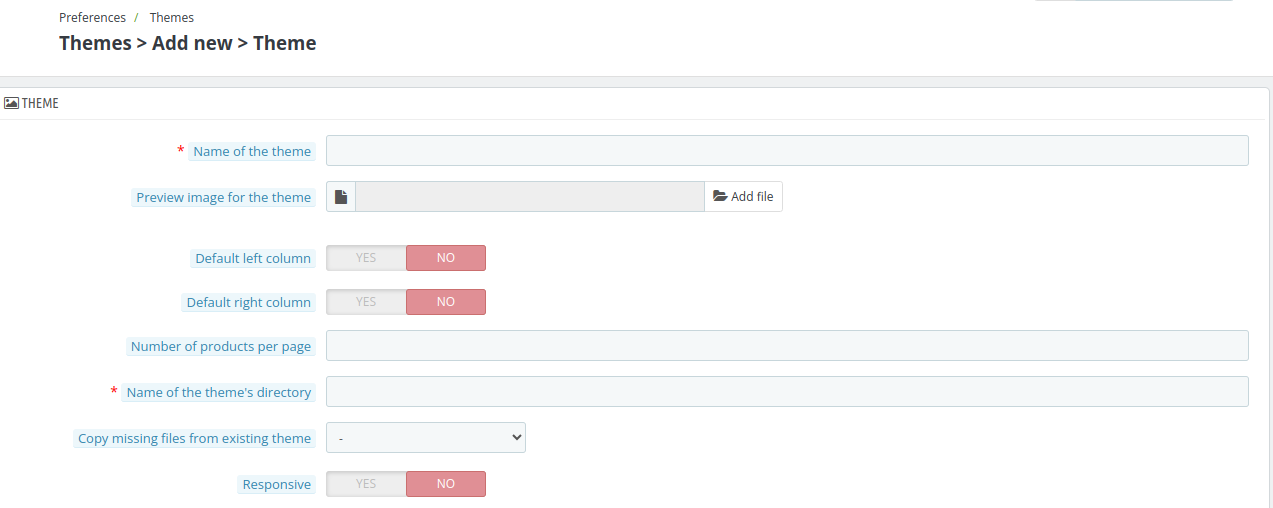 Preferences / Themes
Themes > Add new > Theme
THEME
* Name of the theme
Preview image for the theme Add file
Default left column YES NO
Default right column YES NO
Number of products per page
* Name of the theme's directory
Copy missing files from existing theme -
Responsive YES NO